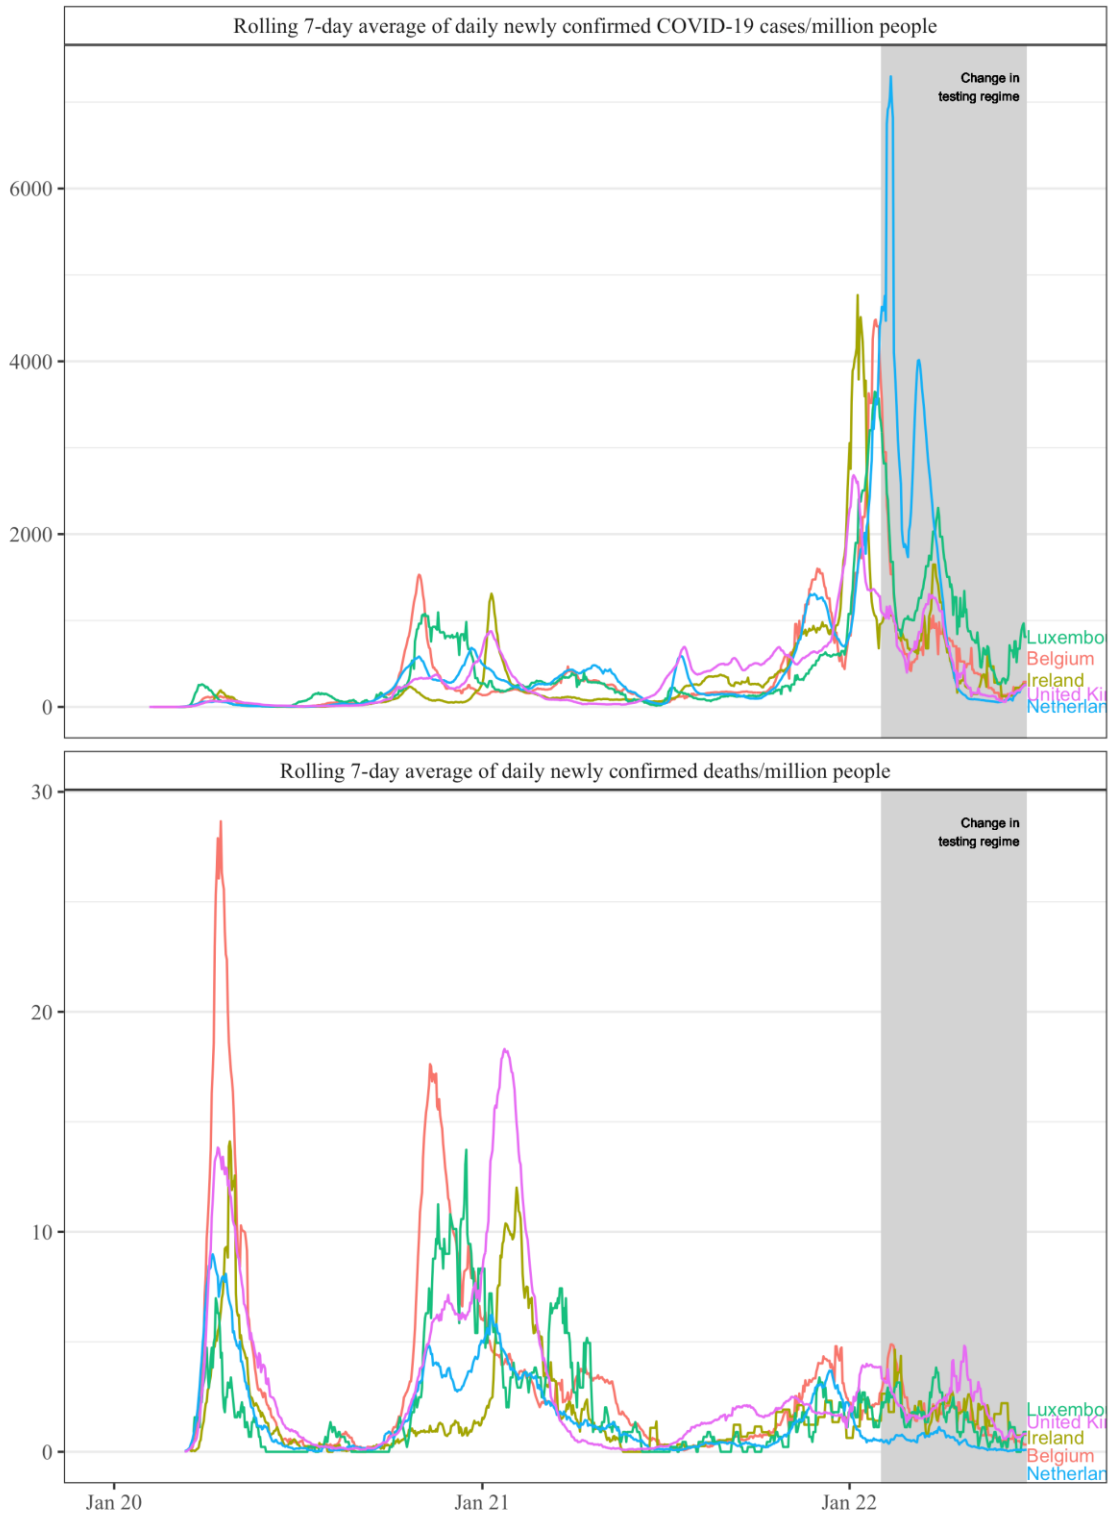 Rolling 7-day average of daily newly confirmed COVID-19 cases/million people
Change in
testing regime
6000
4000
2000
0
Luxembo
Belgium
Ireland
United Ki
Netherlan
Rolling 7-day average of daily newly confirmed deaths/million people
30
Change in
testing regime
20
10
0
Luxembo
United Ki
Ireland
Belgium
Netherlan
Jan 20
Jan 21
Jan 22